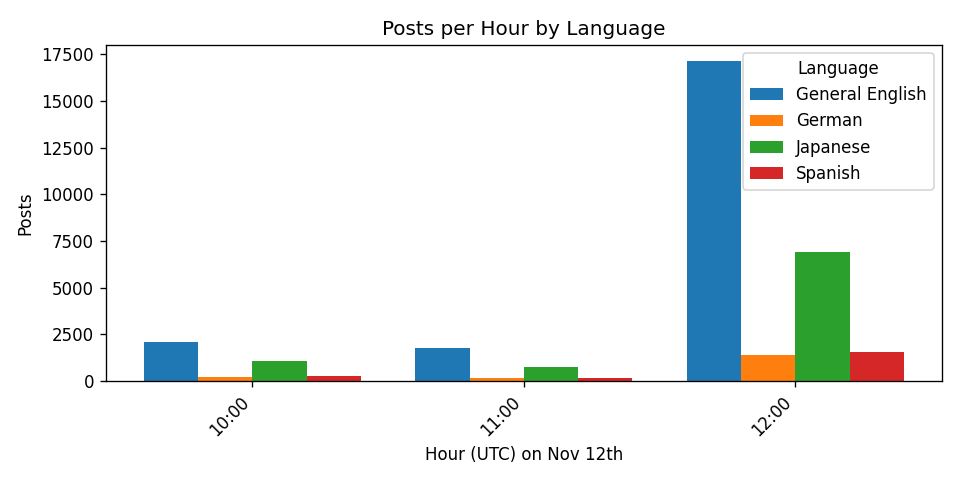 Posts per Hour by Language
17500
15000
12500
10000
7500
5000
2500
0
Posts
Language
General English
German
Japanese
Spanish
10:00
11:00
12:00
Hour (UTC) on Nov 12th